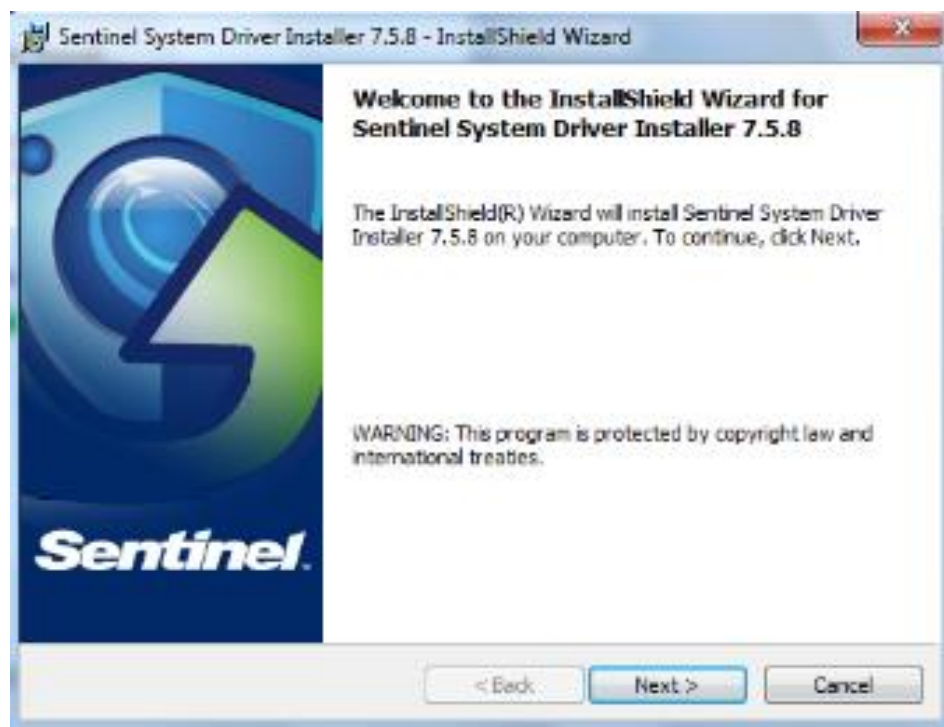 Sentinel System Driver Installer 7.5.8 - InstallShield Wizard
Welcome to the InstallShield Wizard for
Sentinel System Driver Installer 7.5.8
The InstallShield(R) Wizard will install Sentinel System Driver
Installer 7.5.8 on your computer. To continue, click Next.
WARNING: This program is protected by copyright law and
international treaties.
Sentinel.
< Back
Next >
Cancel